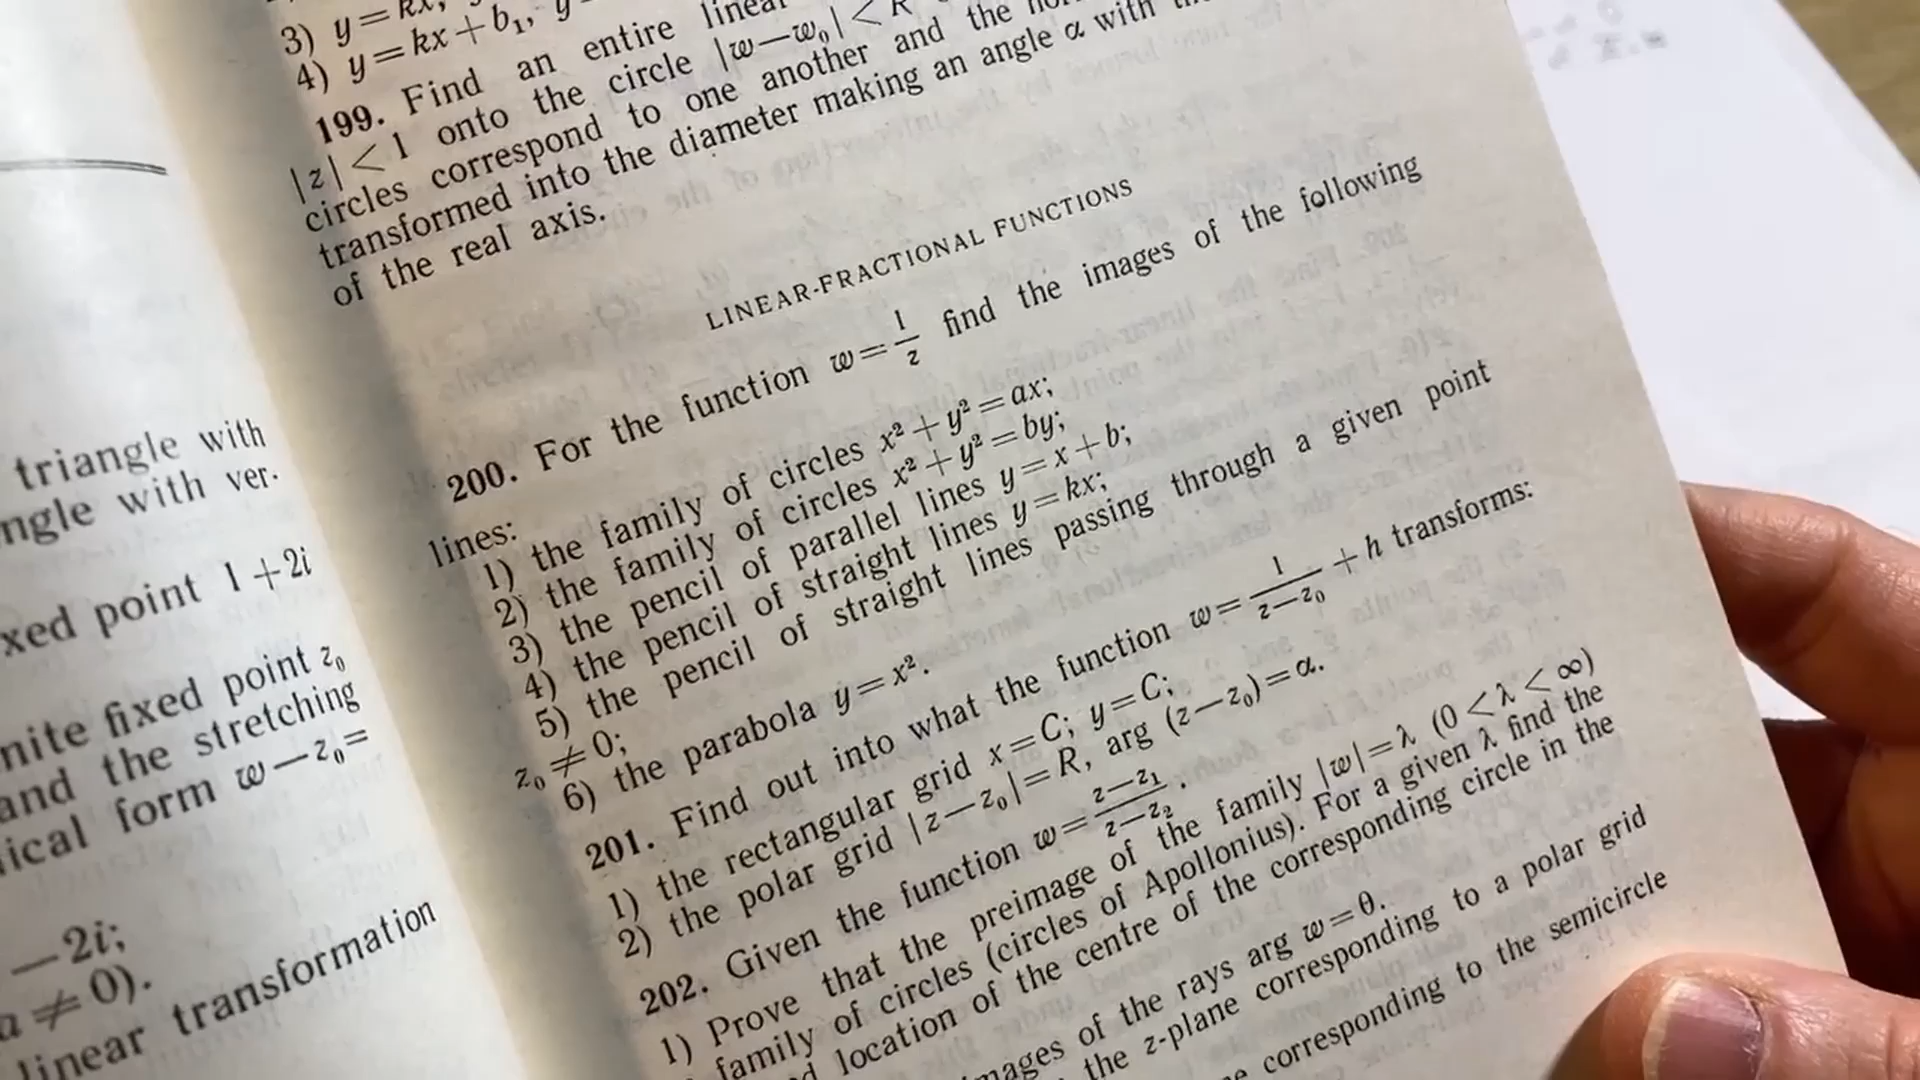 triangle with
ngle with ver.
xed point 1+2i
nite fixed point z₀
and the stretching
ical form w—z₀=
—2i;
a≠0).
linear transformation
3) y=kx,
4) y=kx+b₁, y
199. Find an entire linear
|z|<1 onto the circle |w—w₀|<R
circles correspond to one another and the
transformed into the diameter making an angle α with
of the real axis.
LINEAR-FRACTIONAL FUNCTIONS
200. For the function w=1/z find the images of the following
lines:
1) the family of circles x²+y²=ax;
2) the family of circles x²+y²=by;
3) the pencil of parallel lines y=x+b;
4) the pencil of straight lines y=kx;
5) the pencil of straight lines passing through a given point
z₀≠0;
6) the parabola y=x².
201. Find out into what the function w=1/(z—z₀)+h transforms:
1) the rectangular grid x=C; y=C;
2) the polar grid |z—z₀|=R, arg (z—z₀)=α.
202. Given the function w=(z—z₁)/(z—z₂).
1) Prove that the preimage of the family |w|=λ (0<λ<∞)
family of circles (circles of Apollonius). For a given λ find the
location of the centre of the corresponding circle in the
images of the rays arg w=θ.
the z-plane corresponding to a polar grid
corresponding to the semicircle